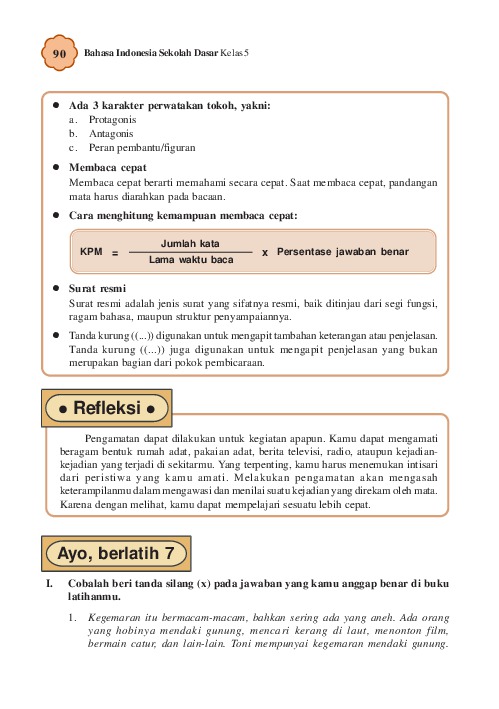 90 Bahasa Indonesia Sekolah Dasar Kelas 5
● Ada 3 karakter perwatakan tokoh, yakni:
a. Protagonis
b. Antagonis
c. Peran pembantu/figuran
● Membaca cepat
Membaca cepat berarti memahami secara cepat. Saat membaca cepat, pandangan
mata harus diarahkan pada bacaan.
● Cara menghitung kemampuan membaca cepat:
Jumlah kata
KPM = x Persentase jawaban benar
Lama waktu baca
● Surat resmi
Surat resmi adalah jenis surat yang sifatnya resmi, baik ditinjau dari segi fungsi,
ragam bahasa, maupun struktur penyampaiannya.
● Tanda kurung ((...)) digunakan untuk mengapit tambahan keterangan atau penjelasan.
Tanda kurung ((...)) juga digunakan untuk mengapit penjelasan yang bukan
merupakan bagian dari pokok pembicaraan.
● Refleksi ●
Pengamatan dapat dilakukan untuk kegiatan apapun. Kamu dapat mengamati
beragam bentuk rumah adat, pakaian adat, berita televisi, radio, ataupun kejadian-
kejadian yang terjadi di sekitarmu. Yang terpenting, kamu harus menemukan intisari
dari peristiwa yang kamu amati. Melakukan pengamatan akan mengasah
keterampilanmu dalam mengawasi dan menilai suatu kejadian yang direkam oleh mata.
Karena dengan melihat, kamu dapat mempelajari sesuatu lebih cepat.
Ayo, berlatih 7
I. Cobalah beri tanda silang (x) pada jawaban yang kamu anggap benar di buku
latihanmu.
1. Kegemaran itu bermacam-macam, bahkan sering ada yang aneh. Ada orang
yang hobinya mendaki gunung, mencari kerang di laut, menonton film,
bermain catur, dan lain-lain. Toni mempunyai kegemaran mendaki gunung.